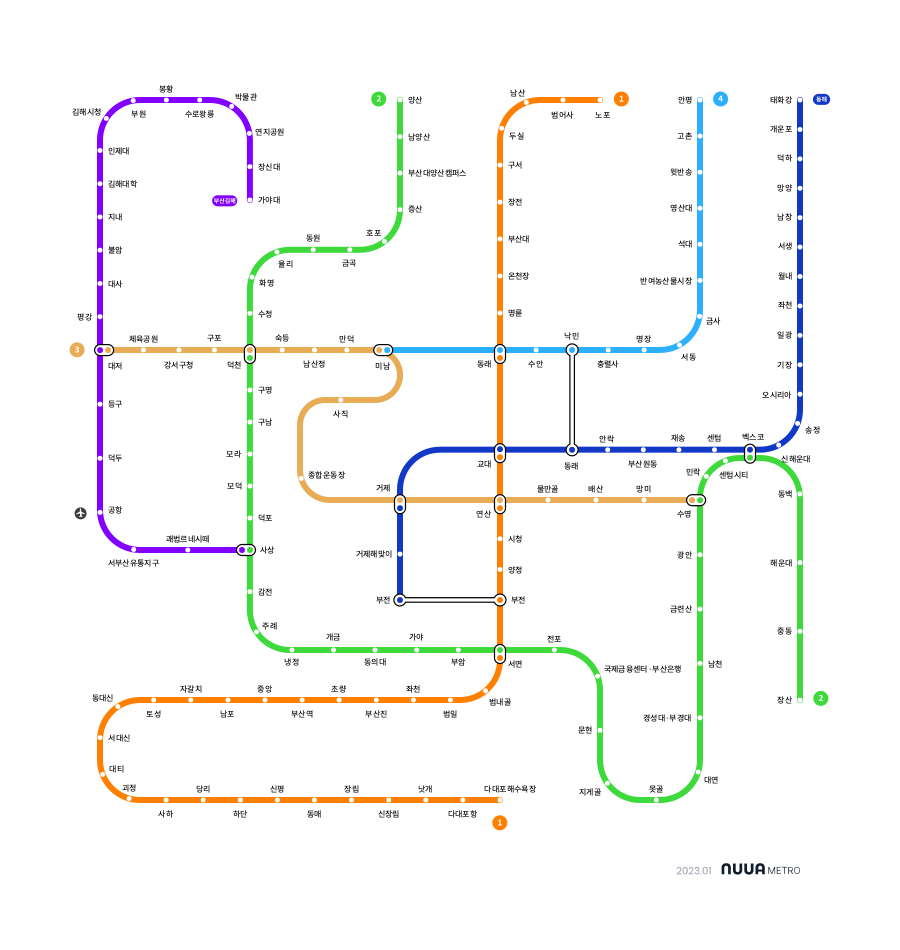 봉황
박물관
김해시청
부원
수로왕릉
연지공원
장신대
부산김해
가야대
인제대
김해대학
지내
불암
대사
평강
3
대저
등구
덕두
공항
서부산유통지구
괘법르네시떼
사상
2
양산
남양산
부산대양산캠퍼스
증산
호포
금곡
동원
율리
화명
수정
덕천
구명
구남
모라
모덕
덕포
감전
주례
냉정
개금
동의대
가야
부암
서면
전포
국제금융센터·부산은행
문현
지게골
못골
대연
경성대·부경대
남천
금련산
광안
수영
민락
센텀시티
벡스코
동백
해운대
중동
장산
2
체육공원
강서구청
구포
숙등
남산정
만덕
미남
사직
종합운동장
거제
연산
물만골
배산
망미
남산
1
범어사
노포
두실
구서
장전
부산대
온천장
명륜
동래
교대
시청
양정
부전
범내골
범일
좌천
부산진
초량
부산역
중앙
남포
자갈치
토성
동대신
서대신
대티
괴정
사하
당리
하단
신평
동매
장림
신장림
낫개
다대포항
다대포해수욕장
1
안평
4
고촌
윗반송
영산대
석대
반여농산물시장
금사
서동
명장
충렬사
낙민
수안
태화강
동해
개운포
덕하
망양
남창
서생
월내
좌천
일광
기장
오시리아
송정
신해운대
센텀
재송
부산원동
안락
동래
거제해맞이
부전
2023.01
NUUA METRO